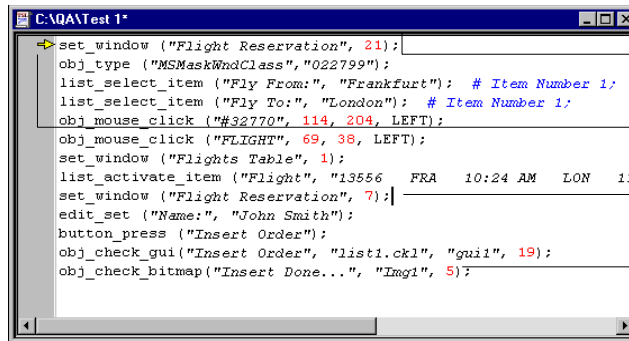 C:\QA\Test 1*
set_window ("Flight Reservation", 21);
obj_type ("MSMaskWndClass","022799");
list_select_item ("Fly From:", "Frankfurt"); # Item Number 1;
list_select_item ("Fly To:", "London"); # Item Number 1;
obj_mouse_click ("#32770", 114, 204, LEFT);
obj_mouse_click ("FLIGHT", 69, 38, LEFT);
set_window ("Flights Table", 1);
list_activate_item ("Flight", "13556 FRA 10:24 AM LON
set_window ("Flight Reservation", 7);
edit_set ("Name:", "John Smith");
button_press ("Insert Order");
obj_check_gui("Insert Order", "list1.ckl", "gui1", 19);
obj_check_bitmap("Insert Done...", "Img1", 5);